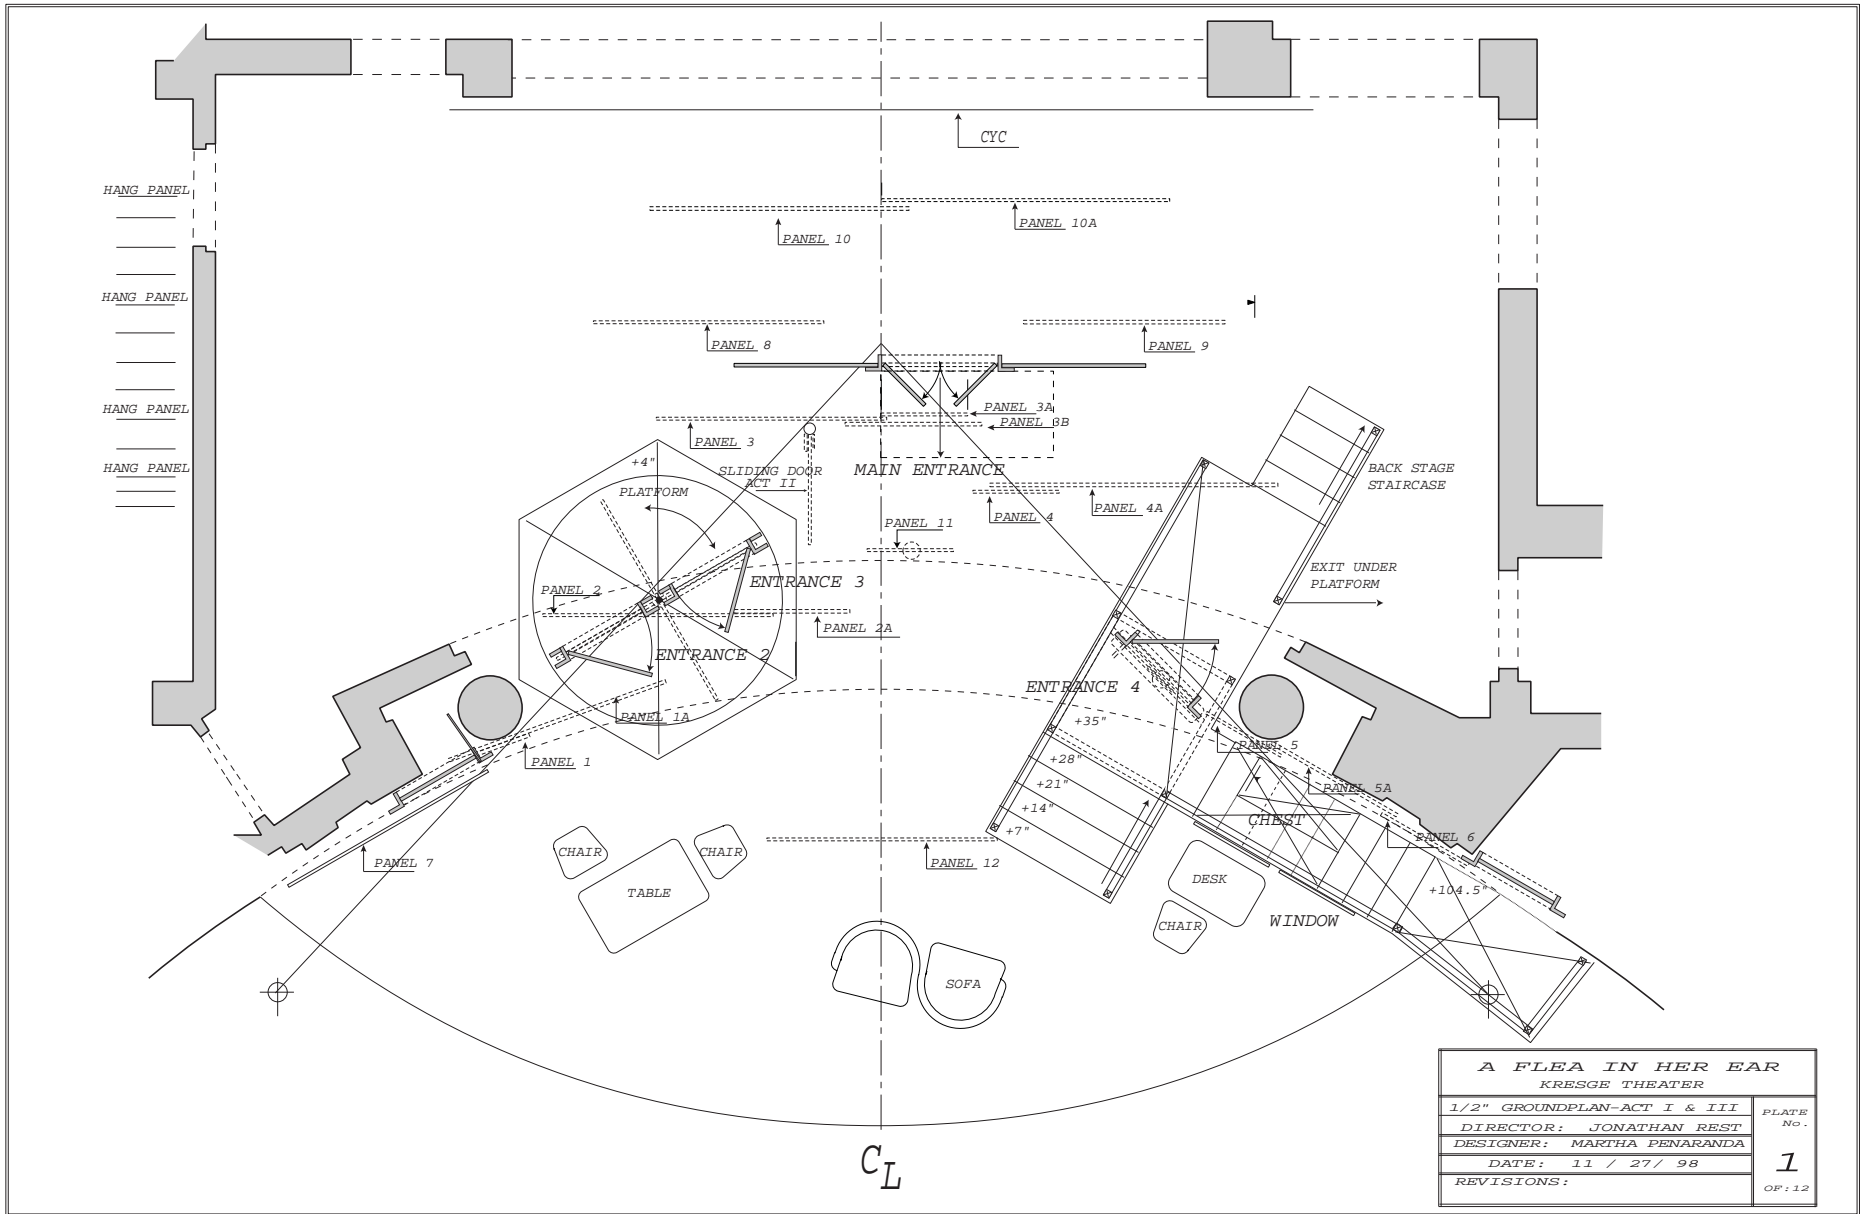 CYC
HANG PANEL
PANEL 10A
PANEL 10
HANG PANEL
PANEL 8
PANEL 9
HANG PANEL
PANEL 3A
PANEL 3B
PANEL 3
+4"
SLIDING DOOR
ACT II
MAIN ENTRANCE
BACK STAGE
STAIRCASE
HANG PANEL
PLATFORM
PANEL 4A
PANEL 4
PANEL 11
EXIT UNDER
PLATFORM
ENTRANCE 3
PANEL 2
PANEL 2A
ENTRANCE 2
ENTRANCE 4
PANEL 1A
+35"
PANEL 5
PANEL 1
+28"
+21"
PANEL 5A
+14"
CHEST
+7"
PANEL 6
CHAIR
CHAIR
PANEL 7
PANEL 12
TABLE
DESK
+104.5"
CHAIR
WINDOW
SOFA
CL
A FLEA IN HER EAR
KRESGE THEATER
1/2" GROUNDPLAN-ACT I & III
DIRECTOR: JONATHAN REST
DESIGNER: MARTHA PENARANDA
DATE: 11 / 27/ 98
REVISIONS:
PLATE
No.
1
OF:12